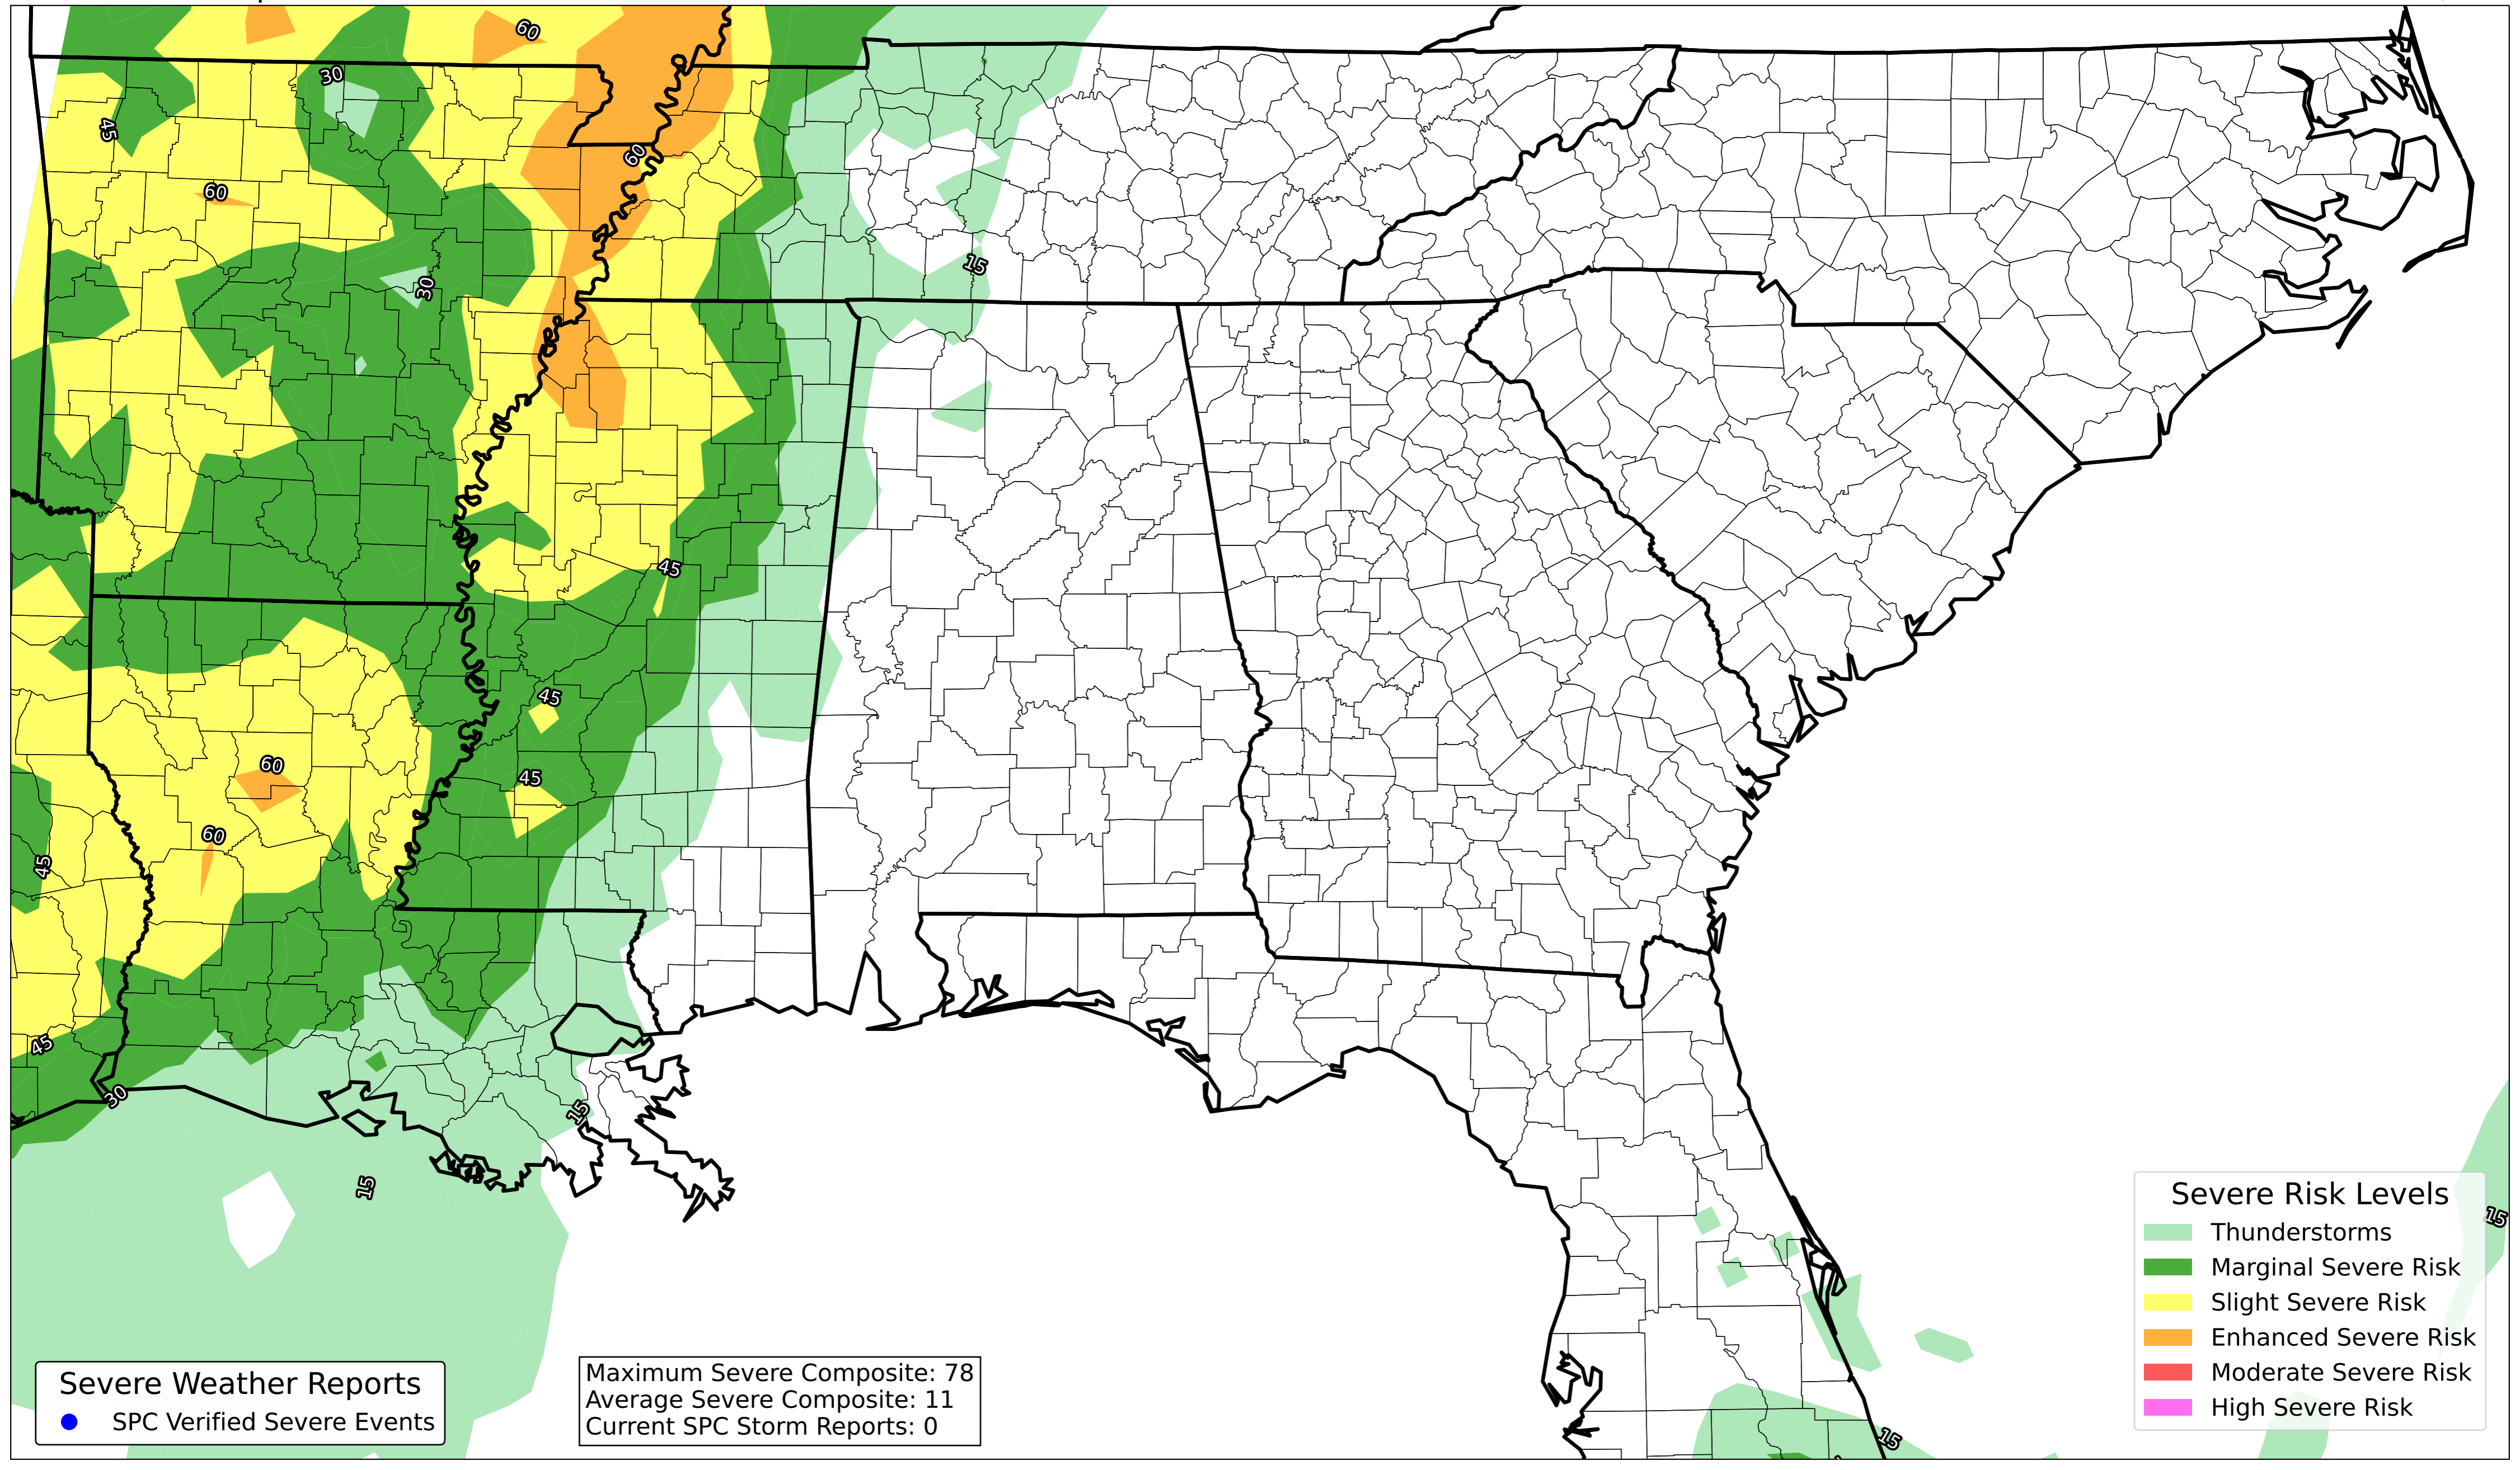 60
30
45
60
60
15
30
45
45
60
45
60
45
45
30
15
15
15
15
Severe Risk Levels
Thunderstorms
Marginal Severe Risk
Slight Severe Risk
Enhanced Severe Risk
Moderate Severe Risk
High Severe Risk
Severe Weather Reports
SPC Verified Severe Events
Maximum Severe Composite: 78
Average Severe Composite: 11
Current SPC Storm Reports: 0